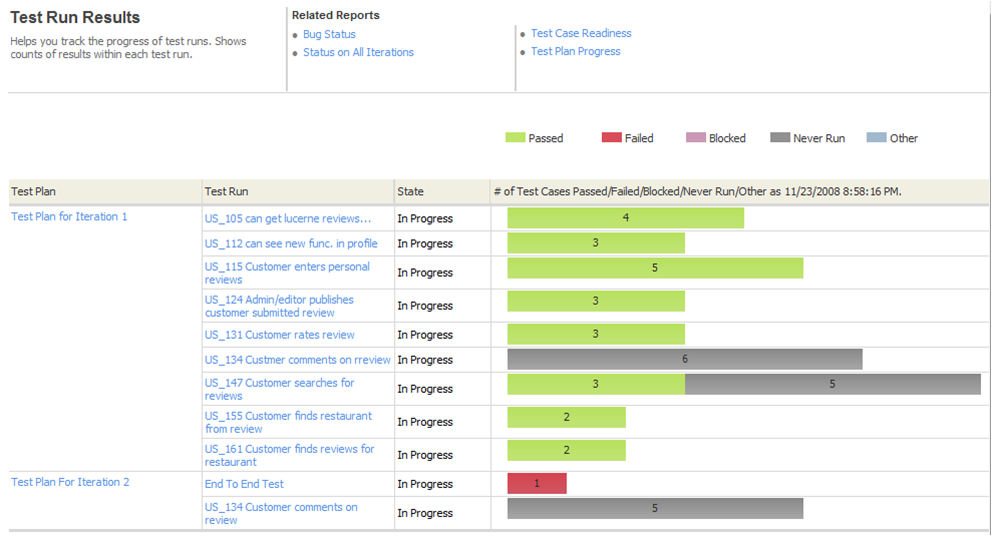 Test Run Results
Helps you track the progress of test runs. Shows
counts of results within each test run.
Related Reports
Bug Status
Status on All Iterations
Test Case Readiness
Test Plan Progress
Passed
Failed
Blocked
Never Run
Other
Test Plan
Test Run
State
# of Test Cases Passed/Failed/Blocked/Never Run/Other as 11/23/2008 8:58:16 PM.
Test Plan for Iteration 1
US_105 can get lucerne reviews...
In Progress
4
US_112 can see new func. in profile
In Progress
3
US_115 Customer enters personal
reviews
In Progress
5
US_124 Admin/editor publishes
customer submitted review
In Progress
3
US_131 Customer rates review
In Progress
3
US_134 Custmer comments on rreview
In Progress
6
US_147 Customer searches for
reviews
In Progress
3
5
US_155 Customer finds restaurant
from review
In Progress
2
US_161 Customer finds reviews for
restaurant
In Progress
2
Test Plan For Iteration 2
End To End Test
In Progress
1
US_134 Customer comments on
review
In Progress
5